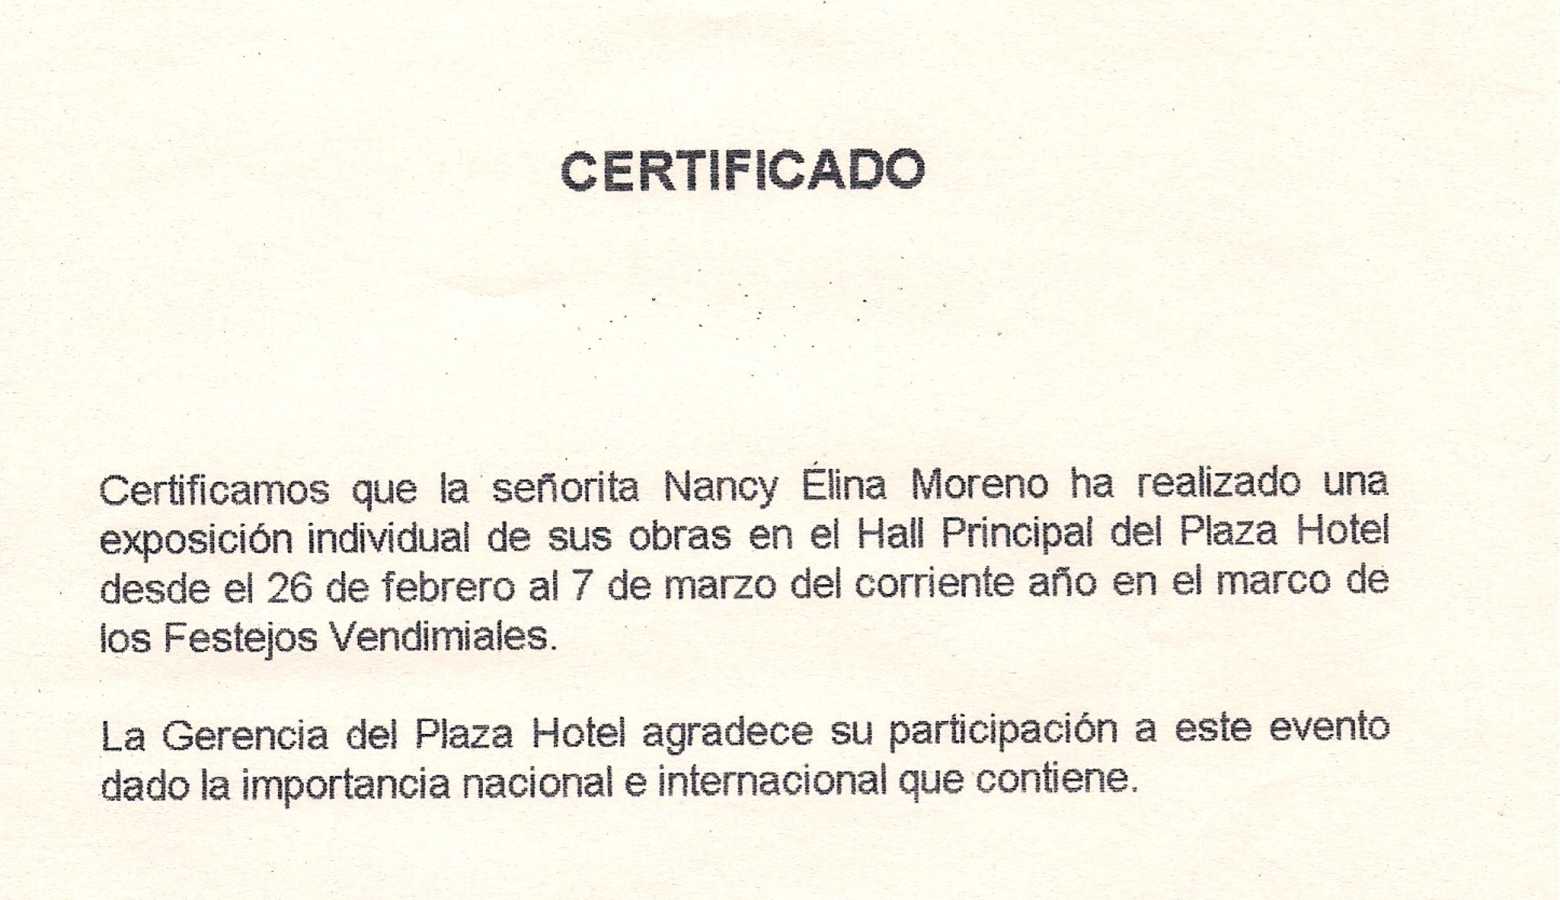 CERTIFICADO
Certificamos que la señorita Nancy Élina Moreno ha realizado una
exposición individual de sus obras en el Hall Principal del Plaza Hotel
desde el 26 de febrero al 7 de marzo del corriente año en el marco de
los Festejos Vendimiales.
La Gerencia del Plaza Hotel agradece su participación a este evento
dado la importancia nacional e internacional que contiene.